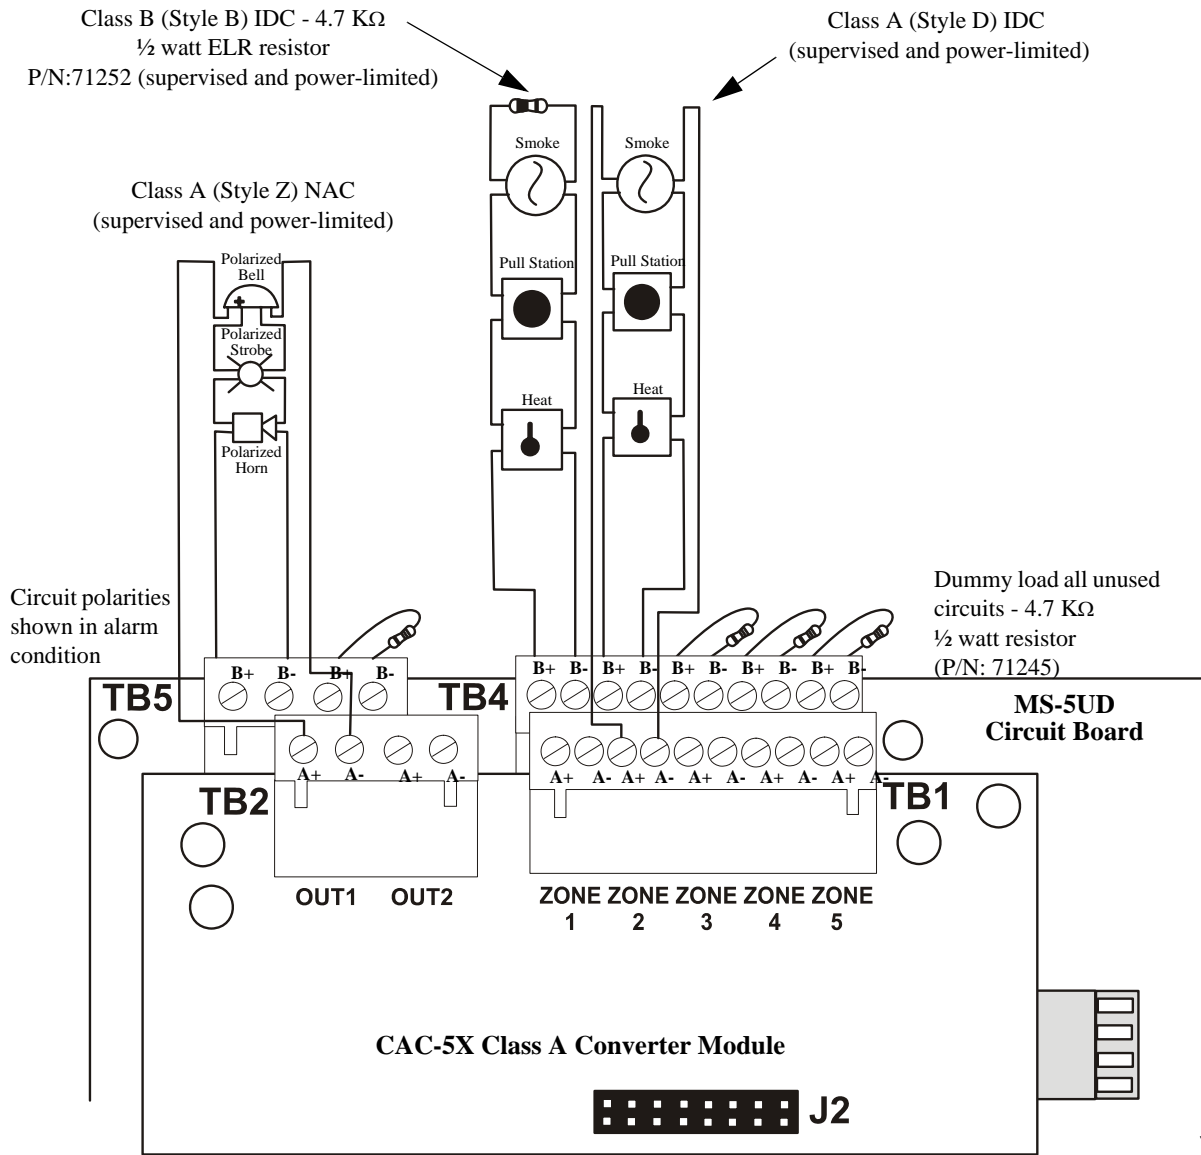 Class B (Style B) IDC - 4.7 KΩ
½ watt ELR resistor
P/N:71252 (supervised and power-limited)
Class A (Style D) IDC
(supervised and power-limited)
Smoke
Smoke
Class A (Style Z) NAC
(supervised and power-limited)
Polarized
Bell
+
Pull Station
Pull Station
Polarized
Strobe
Heat
Heat
Polarized
Horn
Circuit polarities
shown in alarm
condition
Dummy load all unused
circuits - 4.7 KΩ
½ watt resistor
(P/N: 71245)
B+ B- B+ B-
B+ B- B+ B- B+ B- B+ B- B+ B-
TB5
TB4
MS-5UD
Circuit Board
A+ A- A+ A-
A+ A- A+ A- A+ A- A+ A- A+ A-
TB2
TB1
OUT1 OUT2
ZONE ZONE ZONE ZONE ZONE
1 2 3 4 5
CAC-5X Class A Converter Module
J2